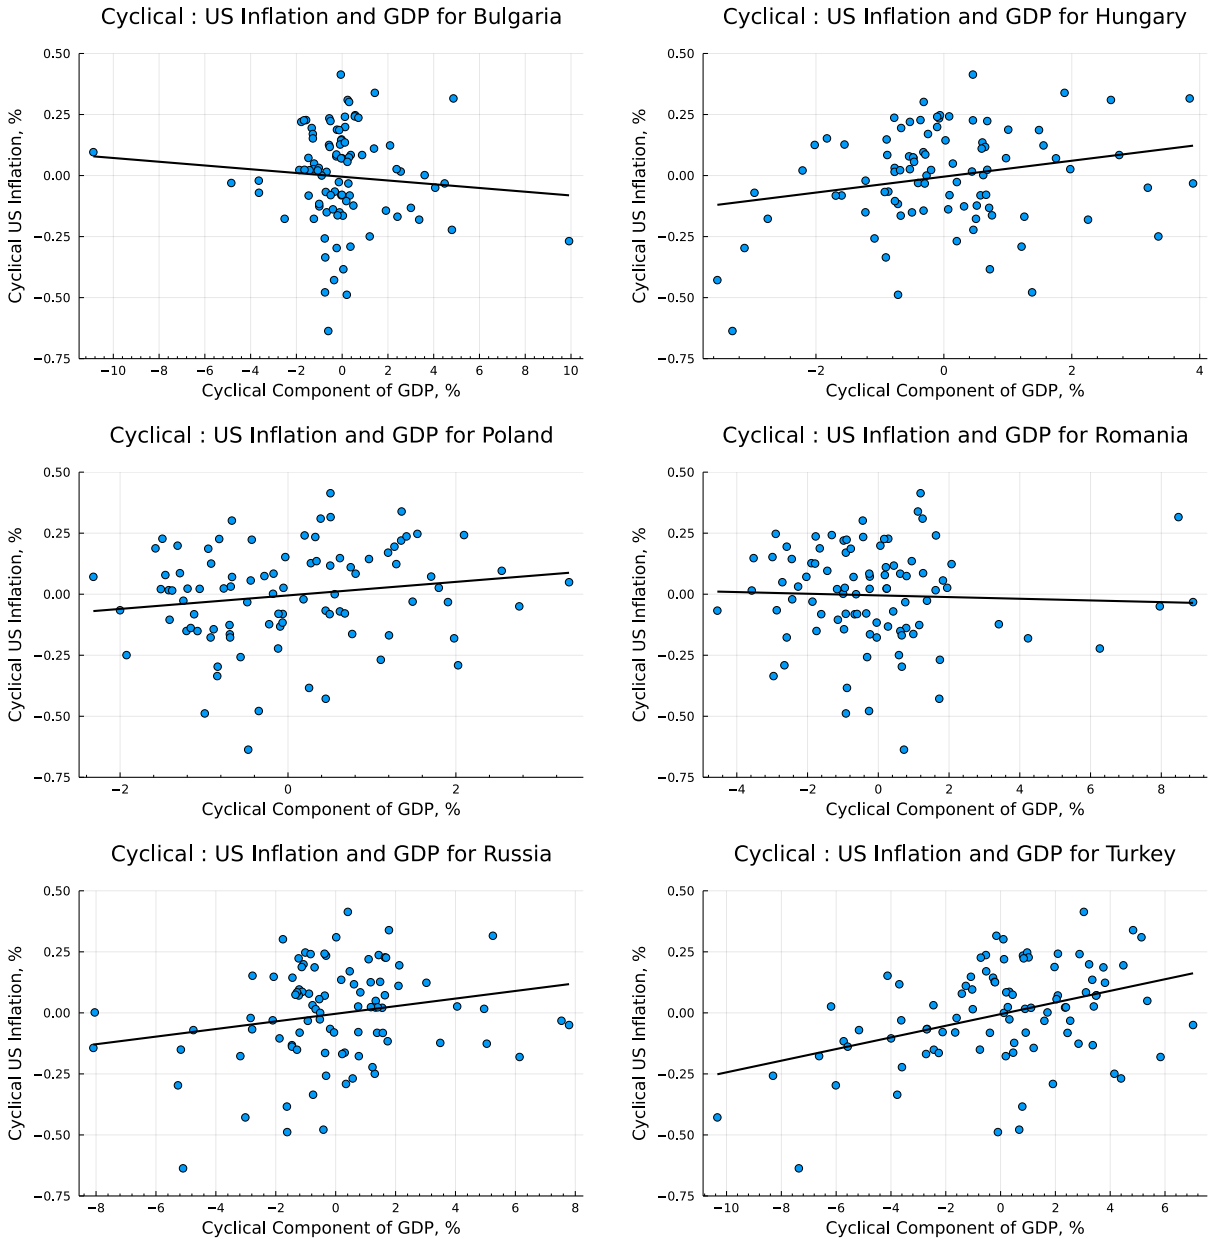 Cyclical : US Inflation and GDP for Bulgaria
Cyclical US Inflation, %
0.50
0.25
0.00
−0.25
−0.50
−0.75
−10 −8 −6 −4 −2 0 2 4 6 8 10
Cyclical Component of GDP, %
Cyclical : US Inflation and GDP for Hungary
Cyclical US Inflation, %
0.50
0.25
0.00
−0.25
−0.50
−0.75
−2 0 2 4
Cyclical Component of GDP, %
Cyclical : US Inflation and GDP for Poland
Cyclical US Inflation, %
0.50
0.25
0.00
−0.25
−0.50
−0.75
−2 0 2
Cyclical Component of GDP, %
Cyclical : US Inflation and GDP for Romania
Cyclical US Inflation, %
0.50
0.25
0.00
−0.25
−0.50
−0.75
−4 −2 0 2 4 6 8
Cyclical Component of GDP, %
Cyclical : US Inflation and GDP for Russia
Cyclical US Inflation, %
0.50
0.25
0.00
−0.25
−0.50
−0.75
−8 −6 −4 −2 0 2 4 6 8
Cyclical Component of GDP, %
Cyclical : US Inflation and GDP for Turkey
Cyclical US Inflation, %
0.50
0.25
0.00
−0.25
−0.50
−0.75
−10 −8 −6 −4 −2 0 2 4 6
Cyclical Component of GDP, %